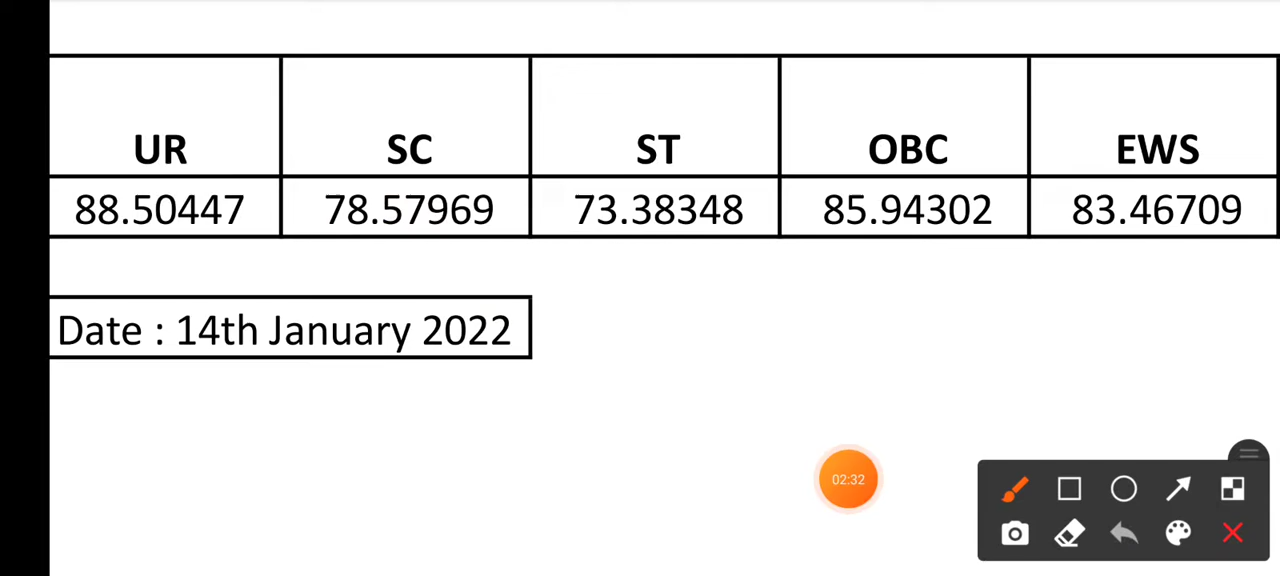 UR SC ST OBC EWS
88.50447 78.57969 73.38348 85.94302 83.46709
Date : 14th January 2022
02:32